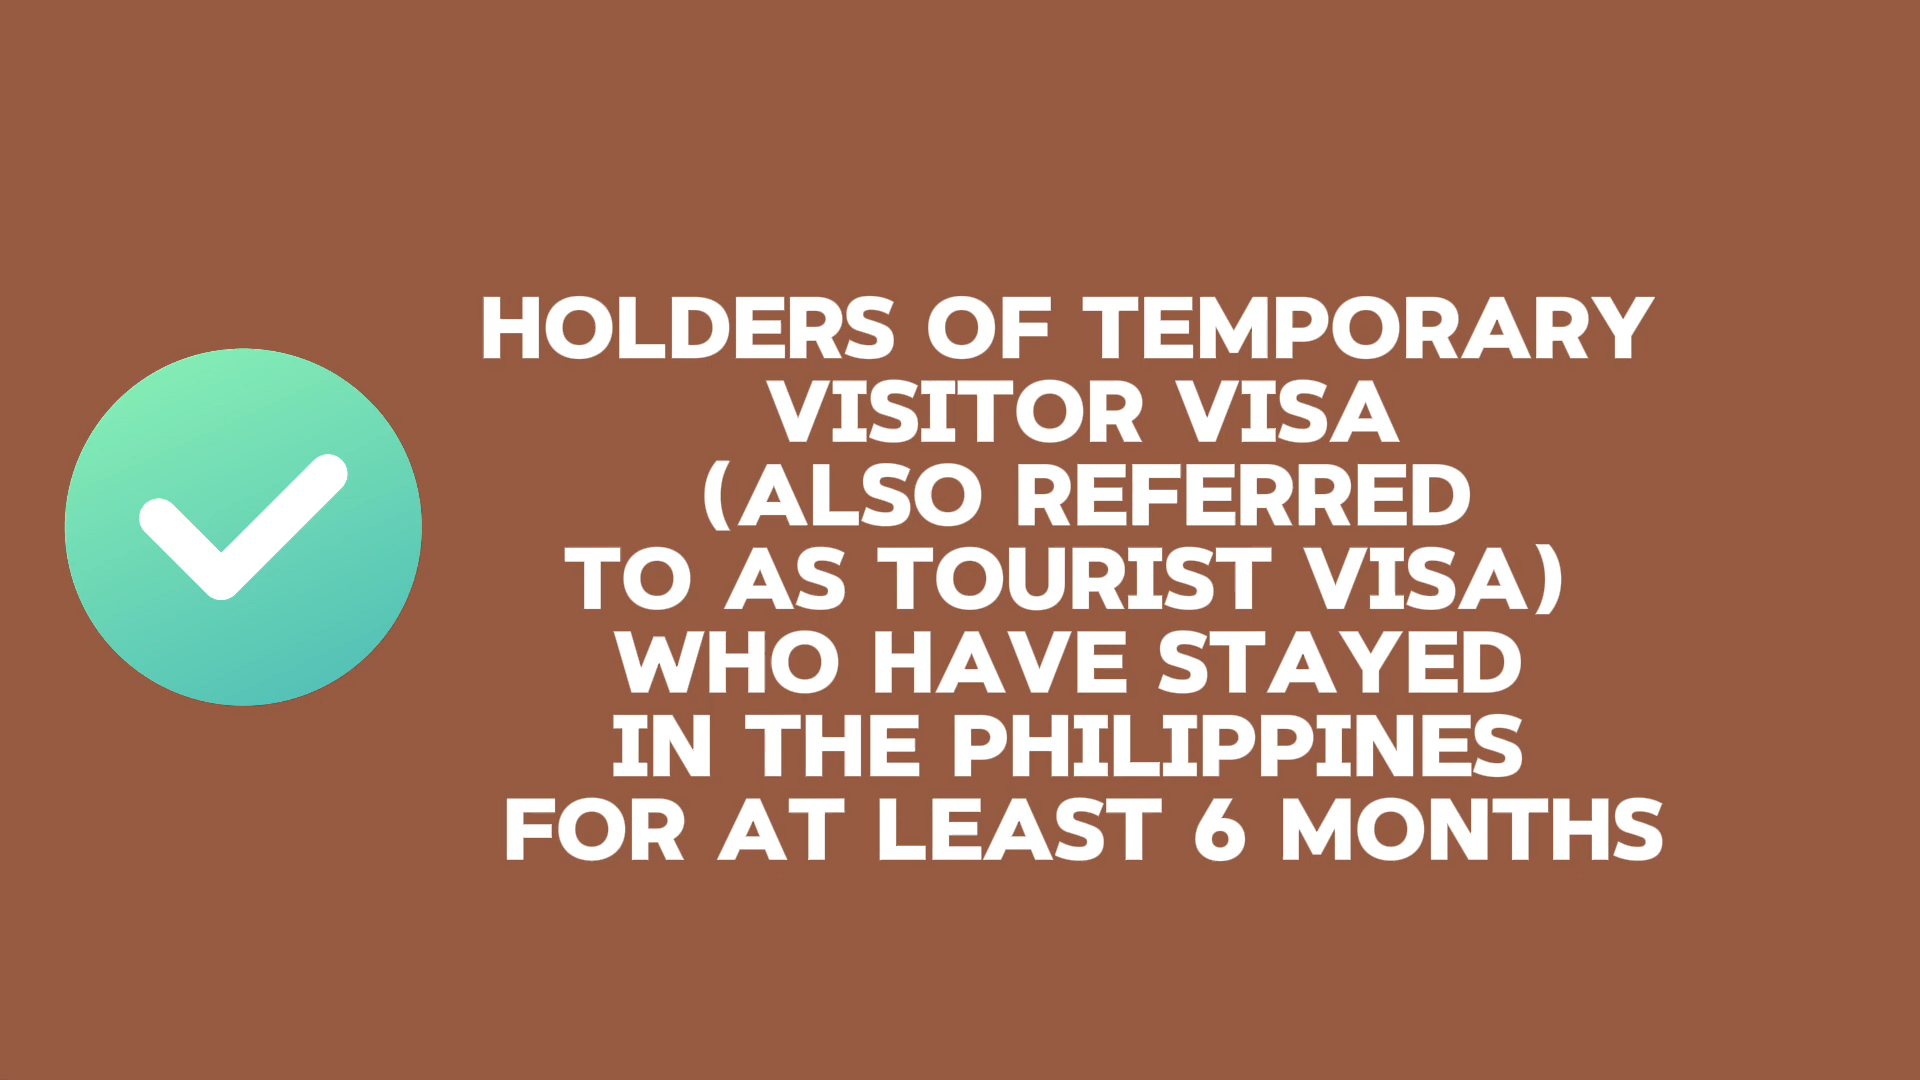 HOLDERS OF TEMPORARY
VISITOR VISA
(ALSO REFERRED
TO AS TOURIST VISA)
WHO HAVE STAYED
IN THE PHILIPPINES
FOR AT LEAST 6 MONTHS